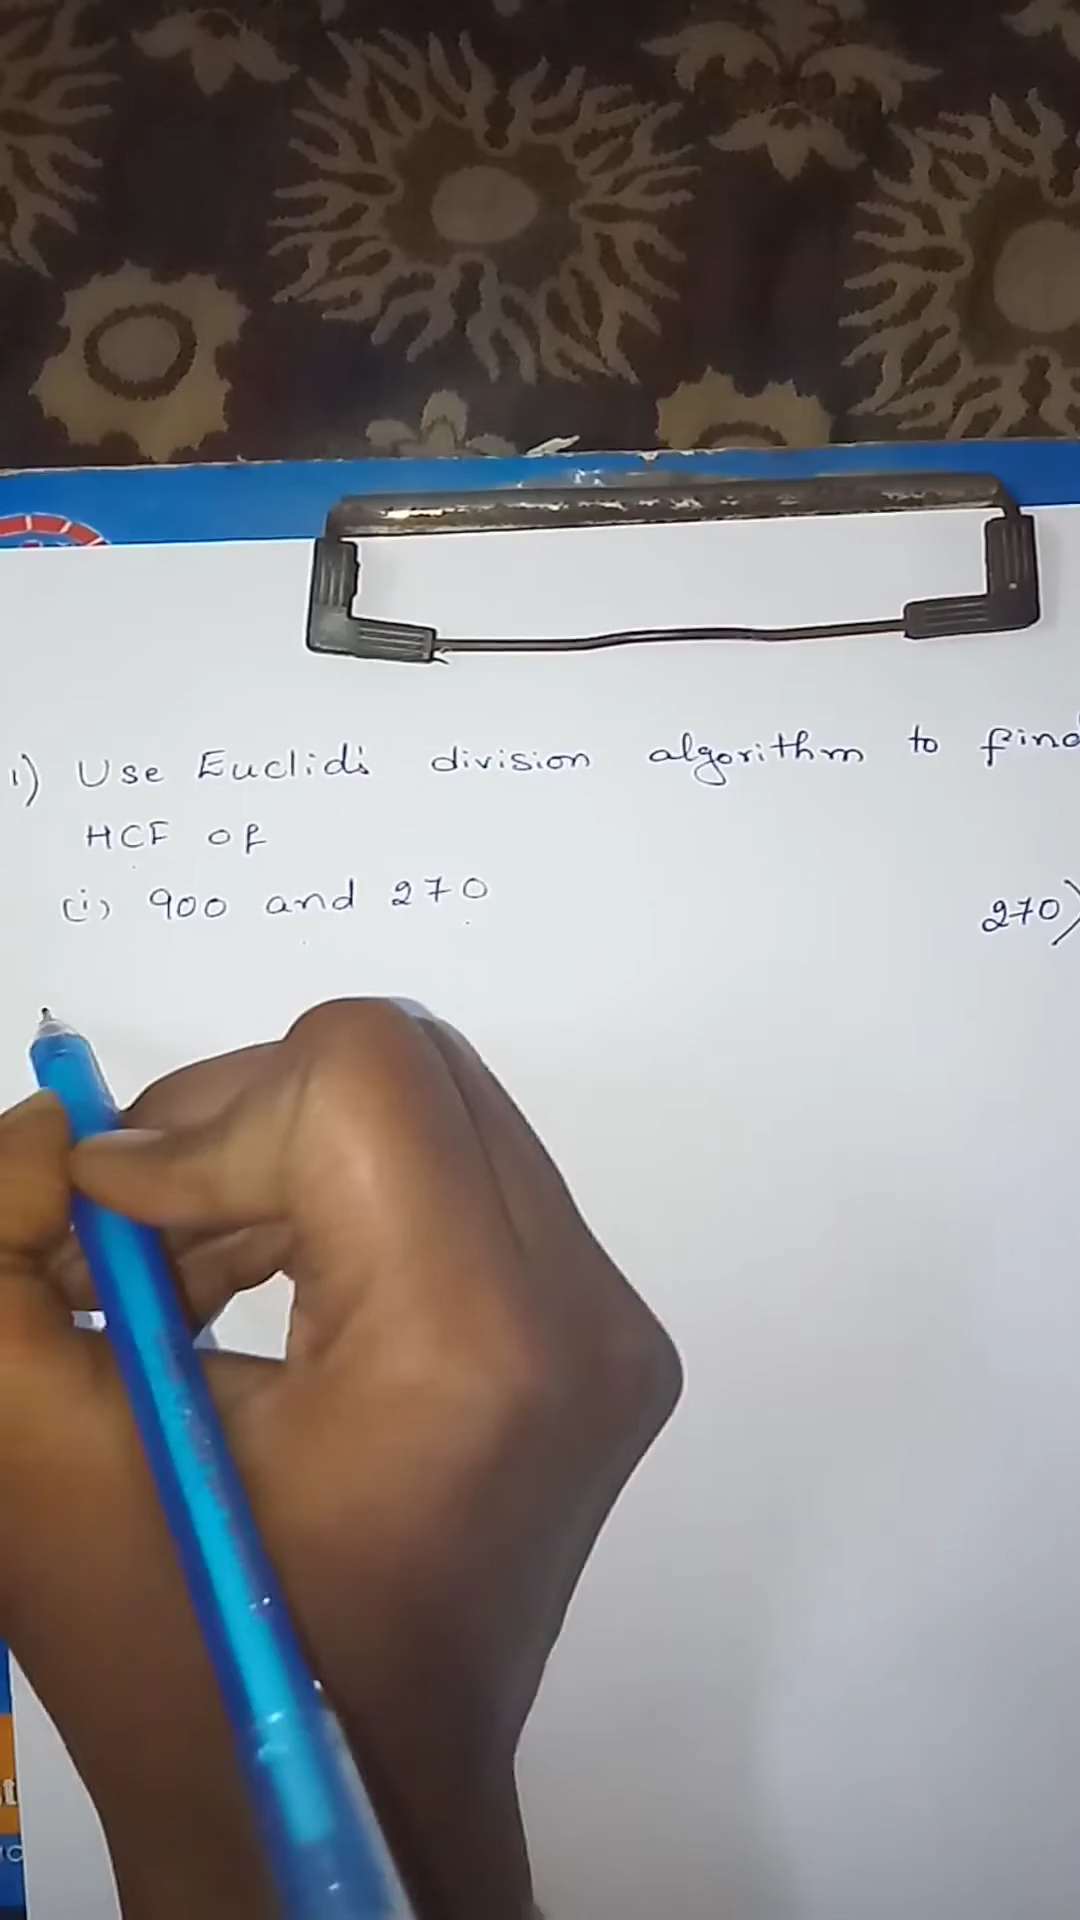 1) Use Euclid's division algorithm to find
HCF of
(i) 900 and 270
270)